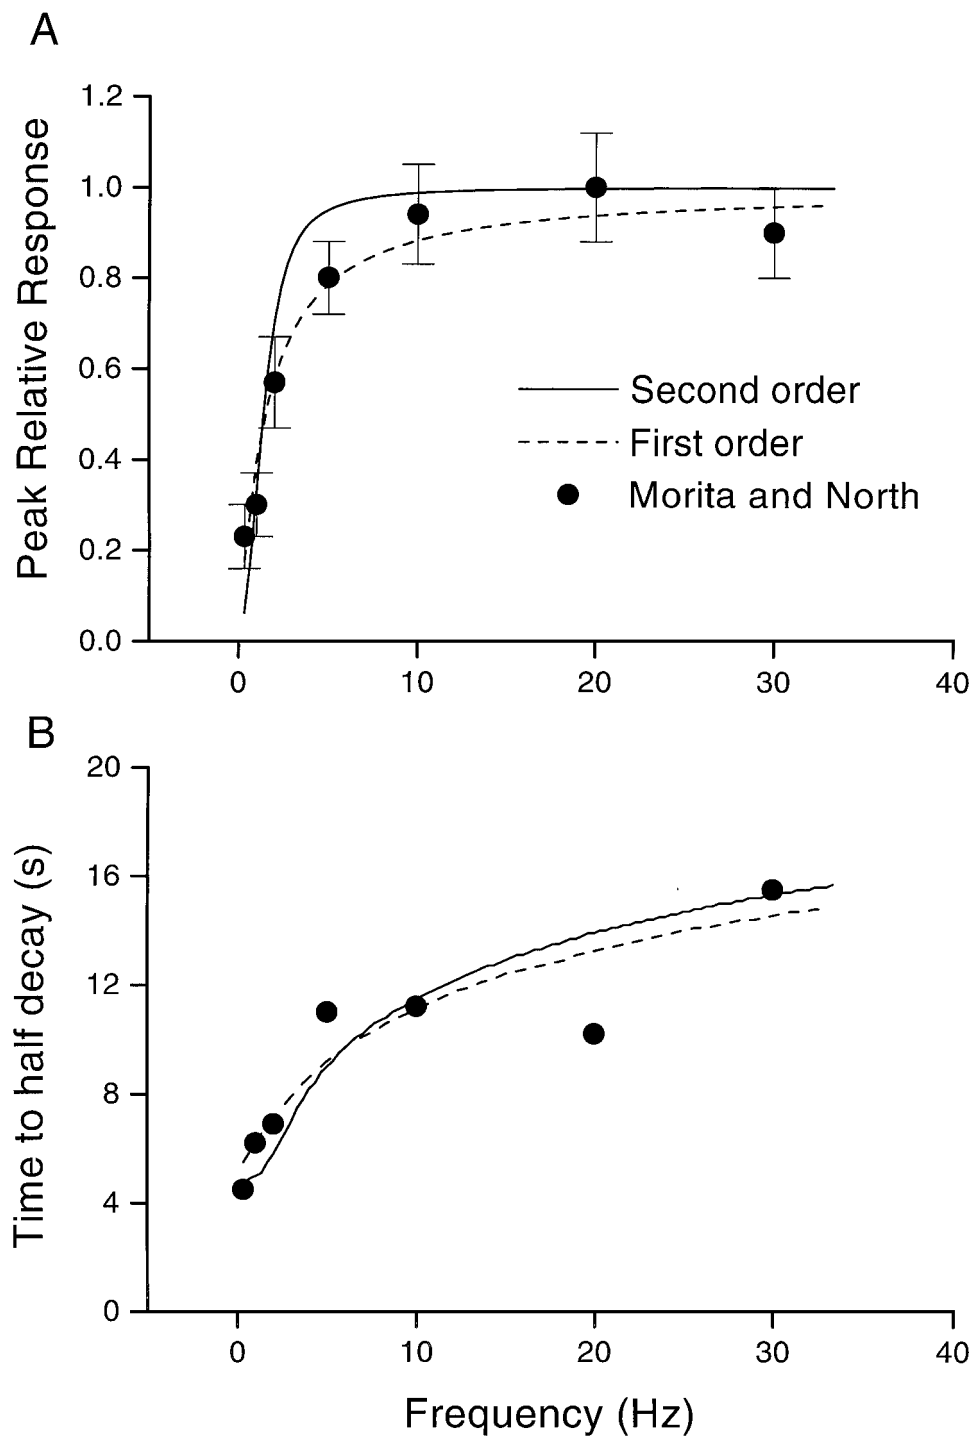 A
Peak Relative Response
1.2
1.0
0.8
0.6
0.4
0.2
0.0
0 10 20 30 40
Second order
First order
Morita and North
B
Time to half decay (s)
20
16
12
8
4
0
0 10 20 30 40
Frequency (Hz)